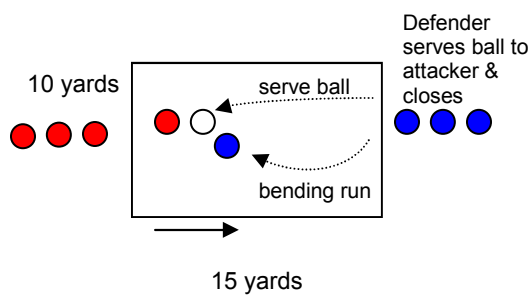 Defender
serves ball to
attacker &
closes
10 yards
serve ball
bending run
15 yards